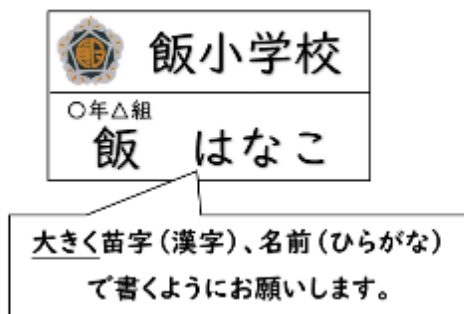 飯小学校
〇年△組
飯　はなこ
大きく苗字(漢字)、名前(ひらがな)
で書くようにお願いします。